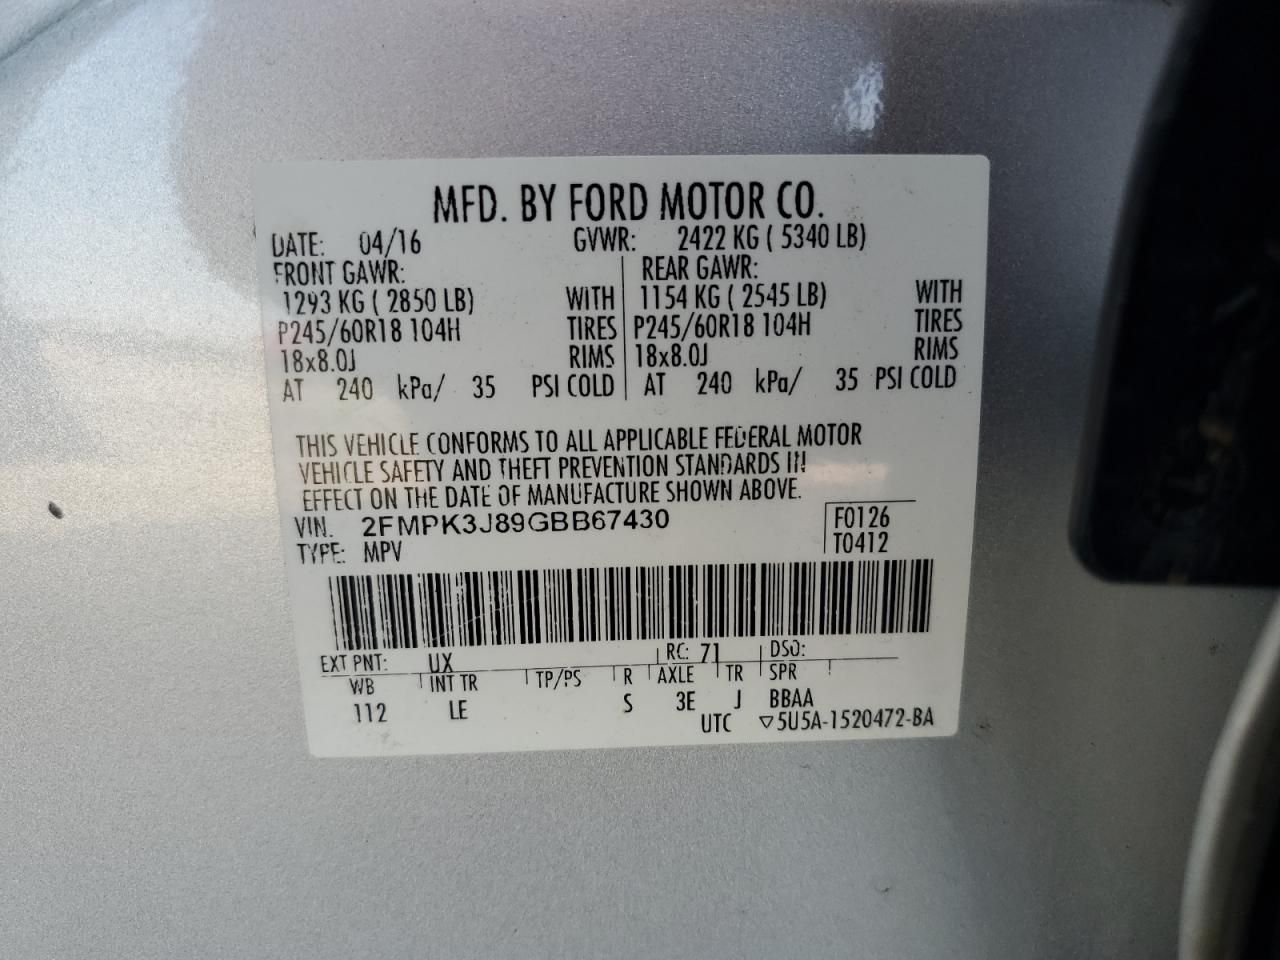 MFD. BY FORD MOTOR CO.
DATE: 04/16 GVWR: 2422 KG ( 5340 LB)
FRONT GAWR: REAR GAWR:
1293 KG ( 2850 LB) WITH 1154 KG ( 2545 LB) WITH
P245/60R18 104H TIRES P245/60R18 104H TIRES
18x8.0J RIMS 18x8.0J RIMS
AT 240 kPa/ 35 PSI COLD AT 240 kPa/ 35 PSI COLD
THIS VEHICLE CONFORMS TO ALL APPLICABLE FEDERAL MOTOR
VEHICLE SAFETY AND THEFT PREVENTION STANDARDS IN
EFFECT ON THE DATE OF MANUFACTURE SHOWN ABOVE.
VIN. 2FMPK3J89GBB67430 F0126
TYPE: MPV T0412
EXT PNT: UX RC: 71 DSO:
WB INT TR TP/PS R AXLE TR SPR
112 LE S 3E J BBAA
UTC ▽5U5A-1520472-BA